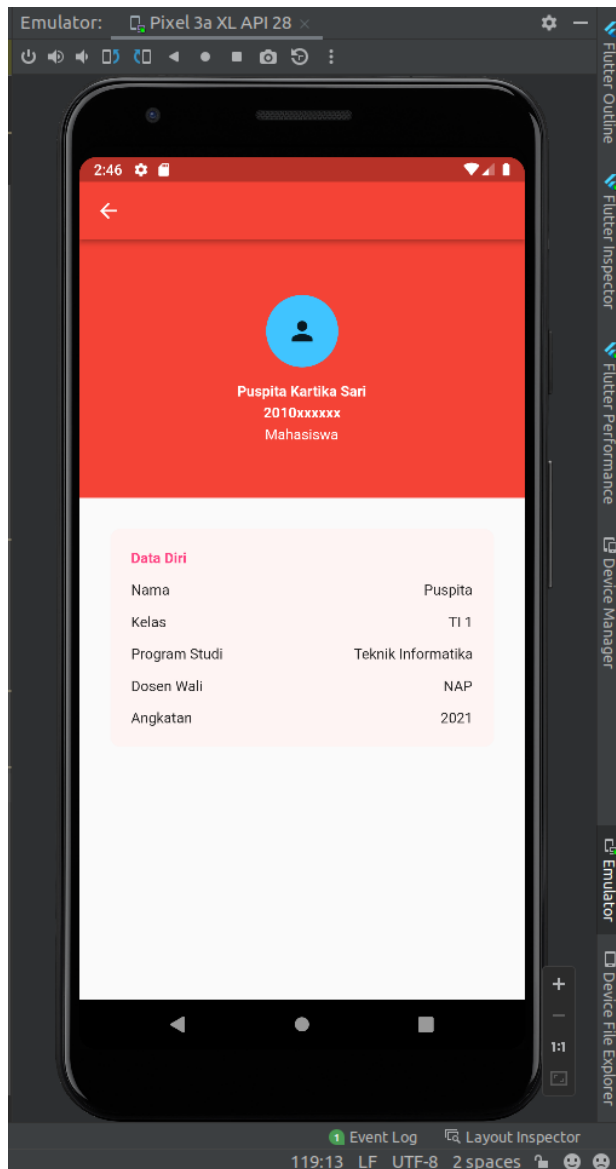 Emulator: Pixel 3a XL API 28
2:46
Puspita Kartika Sari
2010xxxxxx
Mahasiswa
Data Diri
Nama Puspita
Kelas TI 1
Program Studi Teknik Informatika
Dosen Wali NAP
Angkatan 2021
Flutter Outline
Flutter Inspector
Flutter Performance
Device Manager
Emulator
Device File Explorer
1:1
1 Event Log Layout Inspector
119:13 LF UTF-8 2 spaces